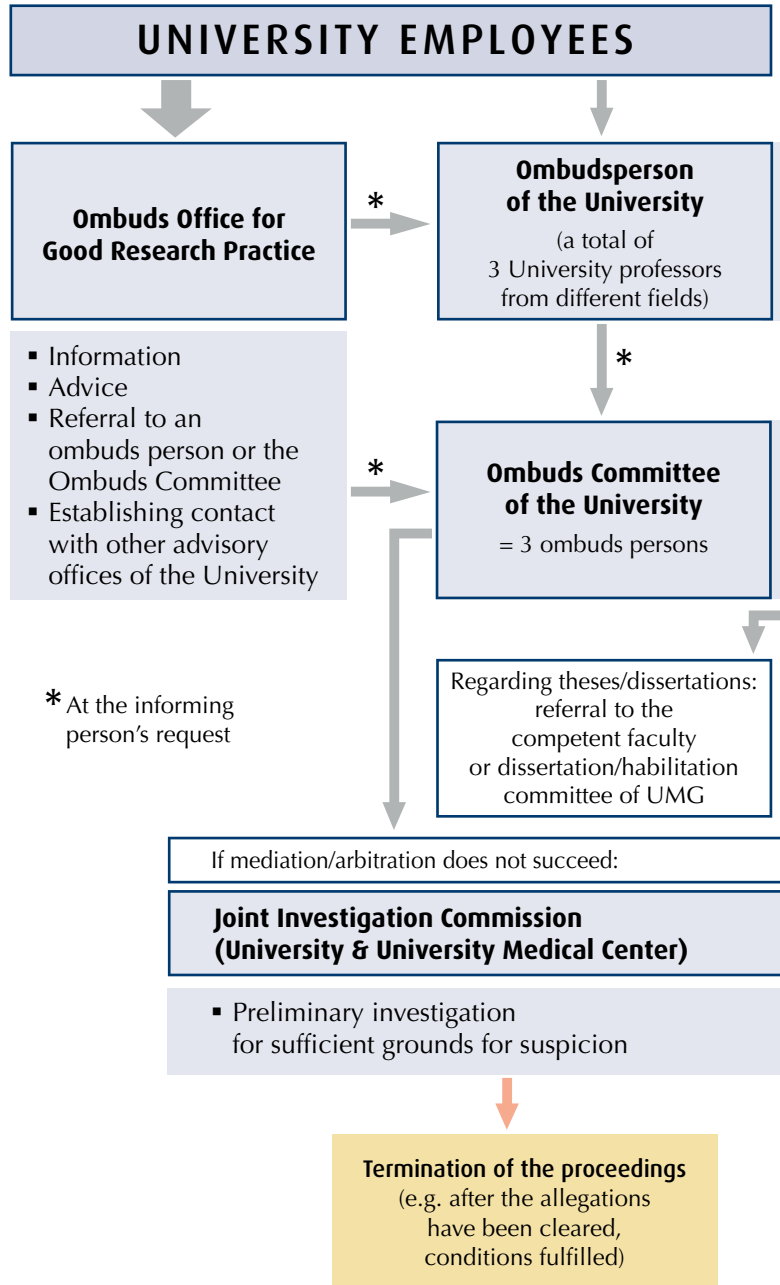 UNIVERSITY EMPLOYEES
Ombuds Office for
Good Research Practice
*
Ombudsperson
of the University
(a total of
3 University professors
from different fields)
*
▪ Information
▪ Advice
▪ Referral to an
ombuds person or the
Ombuds Committee
▪ Establishing contact
with other advisory
offices of the University
*
Ombuds Committee
of the University
= 3 ombuds persons
* At the informing
person's request
Regarding theses/dissertations:
referral to the
competent faculty
or dissertation/habilitation
committee of UMG
If mediation/arbitration does not succeed:
Joint Investigation Commission
(University & University Medical Center)
▪ Preliminary investigation
for sufficient grounds for suspicion
Termination of the proceedings
(e.g. after the allegations
have been cleared,
conditions fulfilled)